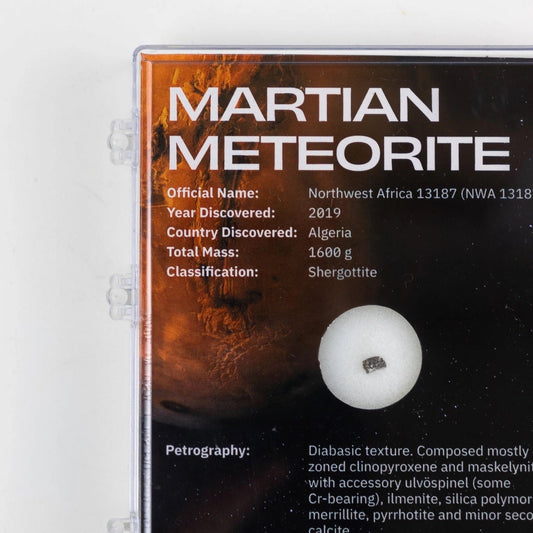 MARTIAN
METEORITE
Official Name: Northwest Africa 13187 (NWA 1318
Year Discovered: 2019
Country Discovered: Algeria
Total Mass: 1600 g
Classification: Shergottite
Petrography: Diabasic texture. Composed mostly
zoned clinopyroxene and maskelynit
with accessory ulvöspinel (some
Cr-bearing), ilmenite, silica polymor
merrillite, pyrrhotite and minor seco
calcite